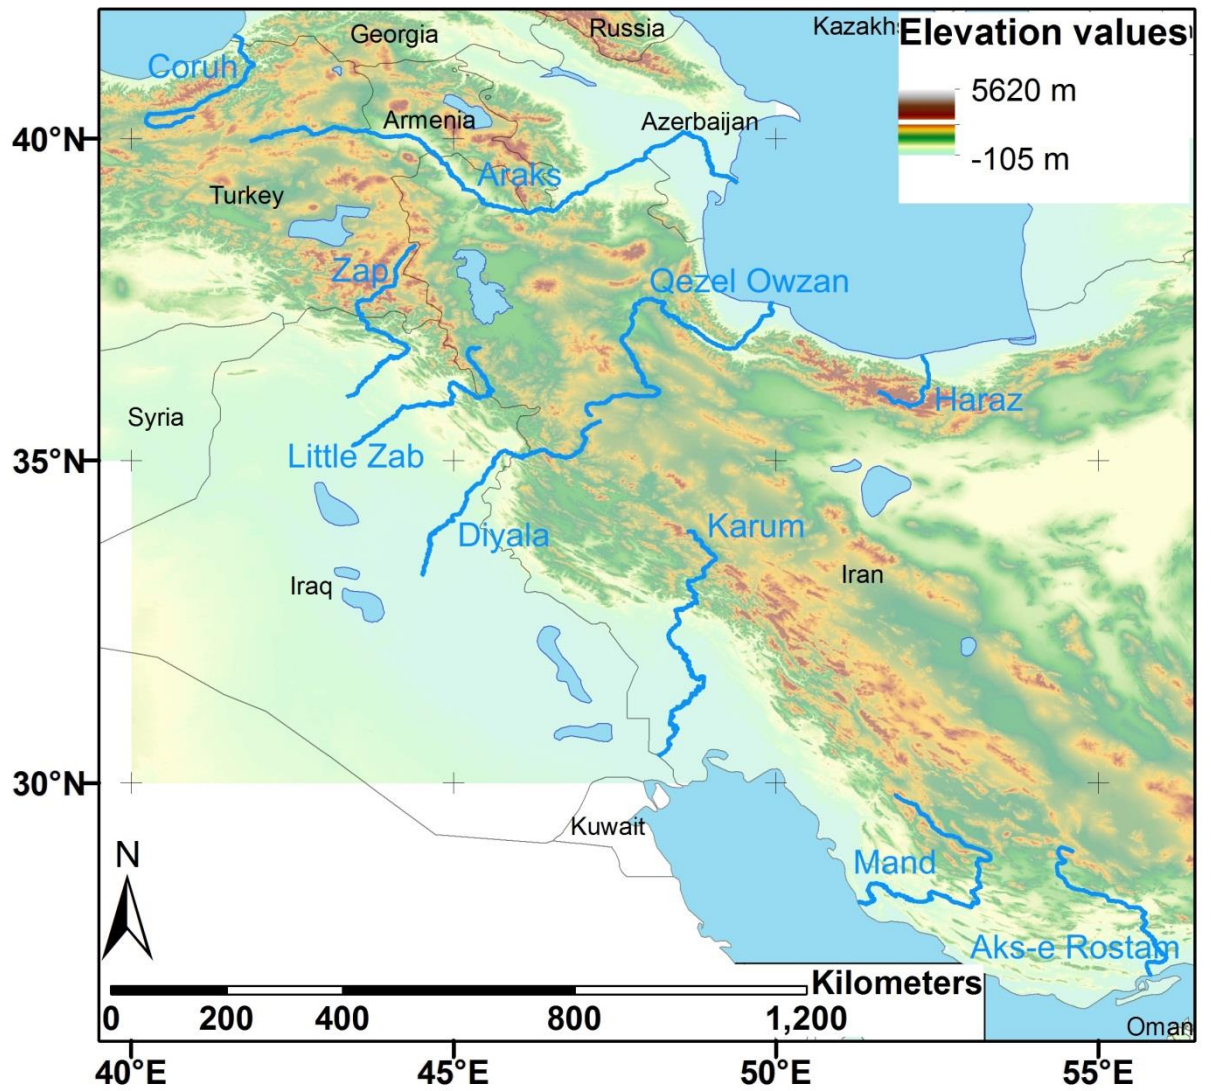 Georgia
Russia
Kazakh
Elevation values
5620 m
-105 m
Coruh
Armenia
Azerbaijan
40°N
Araks
Turkey
Zap
Qezel Owzan
Syria
Haraz
Little Zab
35°N
Diyala
Karum
Iraq
Iran
30°N
Kuwait
N
Mand
Aks-e Rostam
Kilometers
0 200 400 800 1,200
Oman
40°E 45°E 50°E 55°E